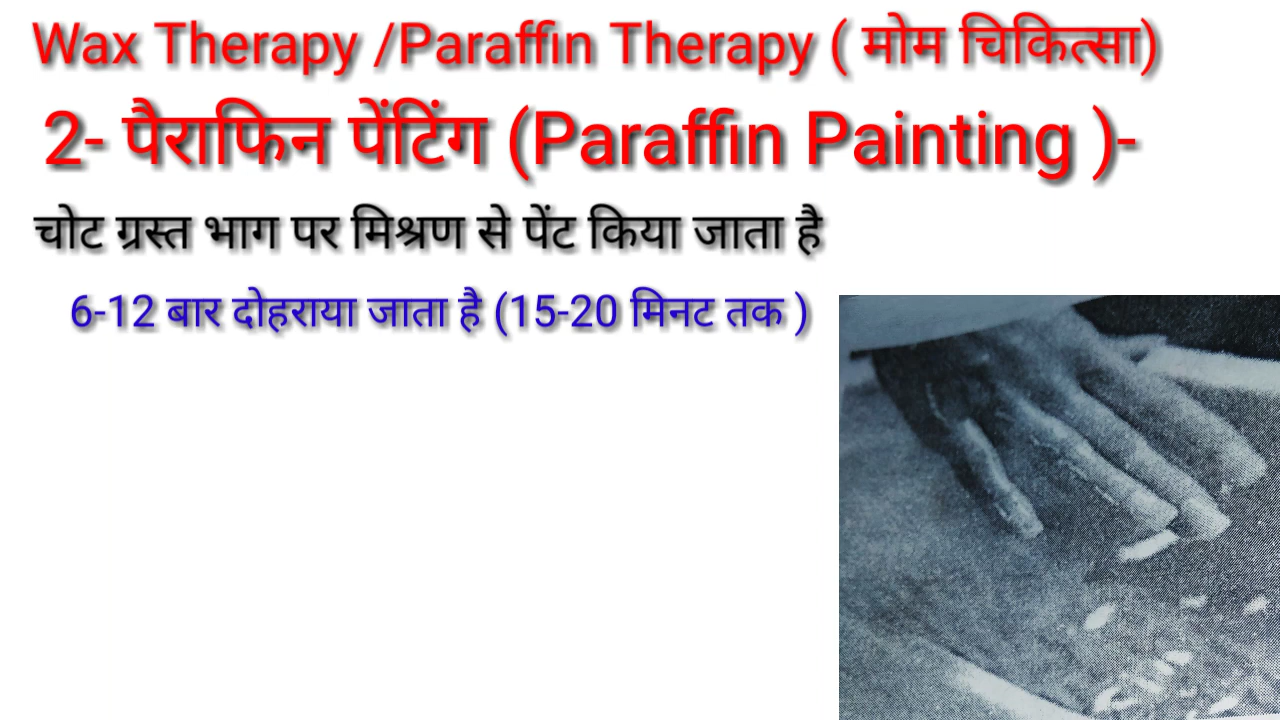 Wax Therapy /Paraffin Therapy ( मोम चिकित्सा)
2- पैराफिन पेंटिंग (Paraffin Painting )-
चोट ग्रस्त भाग पर मिश्रण से पेंट किया जाता है
6-12 बार दोहराया जाता है (15-20 मिनट तक )